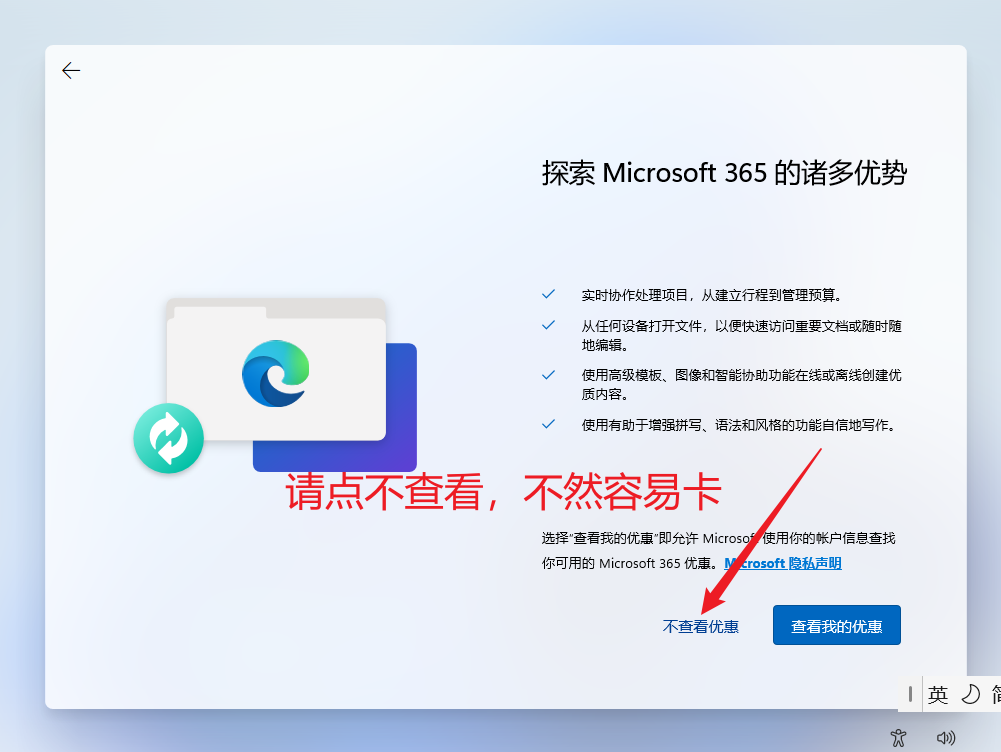 探索 Microsoft 365 的诸多优势
实时协作处理项目，从建立行程到管理预算。
从任何设备打开文件，以便快速访问重要文档或随时随
地编辑。
使用高级模板、图像和智能协助功能在线或离线创建优
质内容。
使用有助于增强拼写、语法和风格的功能自信地写作。
请点不查看，不然容易卡
选择“查看我的优惠”即允许 Microsoft 使用你的帐户信息查找
你可用的 Microsoft 365 优惠。Microsoft 隐私声明
不查看优惠
查看我的优惠
英